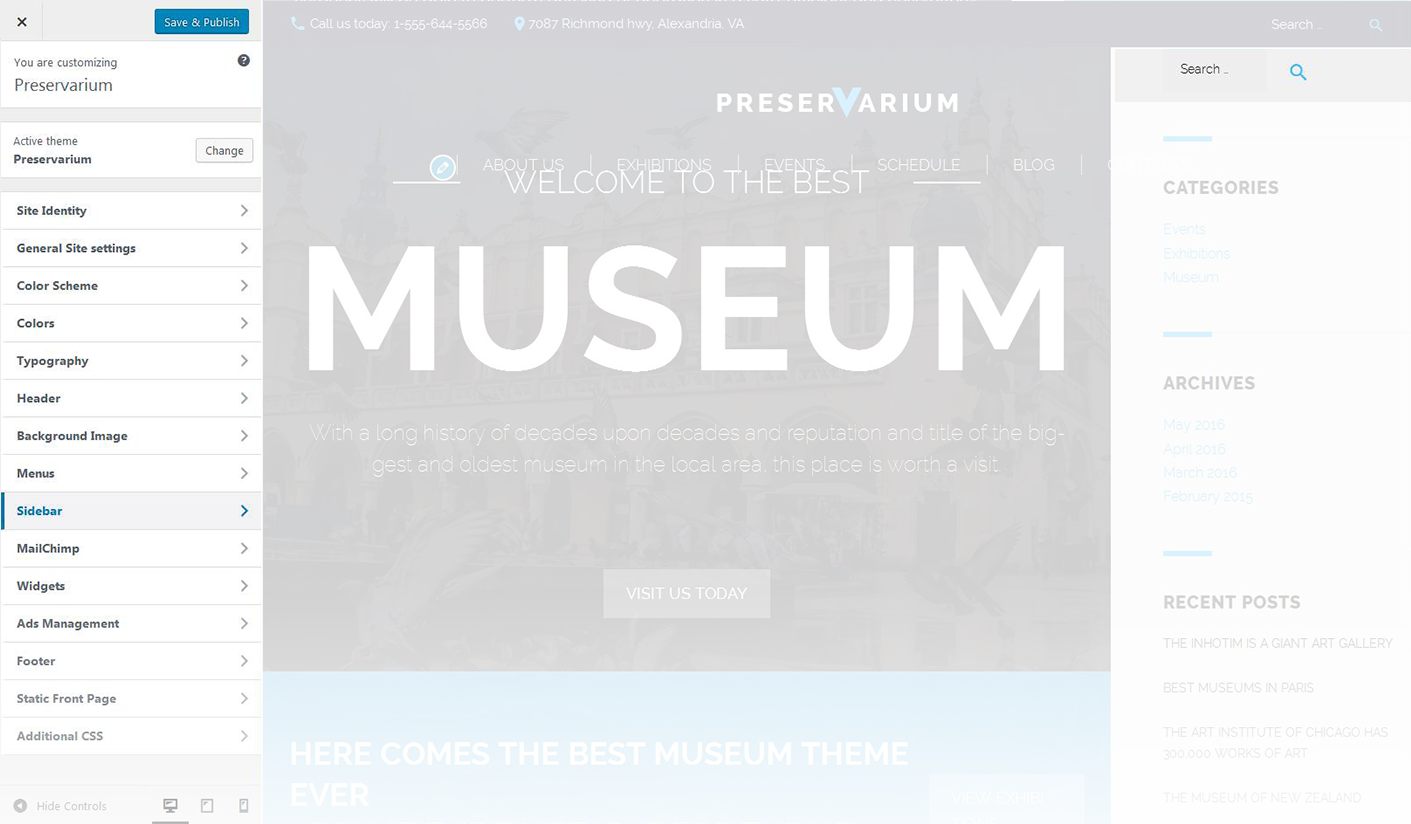 Save & Publish
You are customizing
Preservarium
Active theme
Preservarium
Change
Site Identity
General Site settings
Color Scheme
Colors
Typography
Header
Background Image
Menus
Sidebar
MailChimp
Widgets
Ads Management
Footer
Static Front Page
Additional CSS
Hide Controls
Call us today: 1-555-644-5566
7087 Richmond hwy, Alexandria, VA
Search ..
PRESERVARIUM
ABOUT US
EXHIBITIONS
EVENTS
SCHEDULE
BLOG
WELCOME TO THE BEST
MUSEUM
With a long history of decades upon decades and reputation and title of the big-
gest and oldest museum in the local area, this place is worth a visit.
VISIT US TODAY
HERE COMES THE BEST MUSEUM THEME
EVER
VIEW EXHIBI
Search ..
CATEGORIES
Events
Exhibitions
Museum
ARCHIVES
May 2016
April 2016
March 2016
February 2015
RECENT POSTS
THE INHOTIM IS A GIANT ART GALLERY
BEST MUSEUMS IN PARIS
THE ART INSTITUTE OF CHICAGO HAS
300.000 WORKS OF ART
THE MUSEUM OF NEW ZEALAND